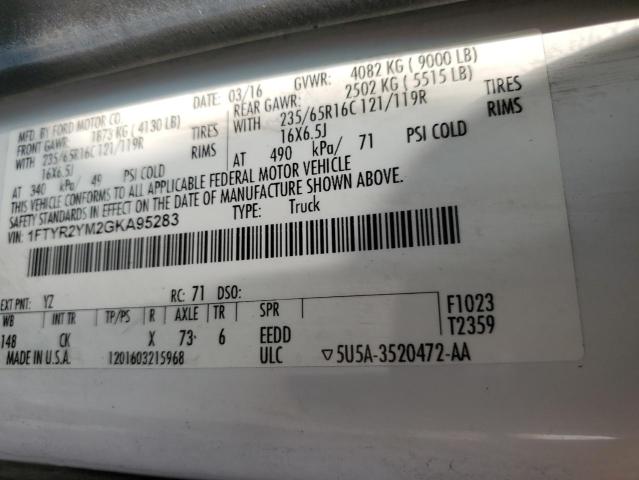 MFD. BY FORD MOTOR CO.
DATE: 03/16 GVWR: 4082 KG ( 9000 LB)
FRONT GAWR: 1873 KG ( 4130 LB) REAR GAWR: 2502 KG ( 5515 LB)
WITH 235/65R16C 121/119R TIRES WITH 235/65R16C 121/119R TIRES
16X6.5J RIMS 16X6.5J RIMS
AT 340 kPa/ 49 PSI COLD AT 490 kPa/ 71 PSI COLD
THIS VEHICLE CONFORMS TO ALL APPLICABLE FEDERAL MOTOR VEHICLE
SAFETY STANDARDS IN EFFECT ON THE DATE OF MANUFACTURE SHOWN ABOVE.
VIN: 1FTYR2YM2GKA95283 TYPE: Truck
EXT PNT: YZ RC: 71 DSO:
WB INT TR TP/PS R AXLE TR SPR F1023
148 CK X 73 6 EEDD T2359
MADE IN U.S.A. 1201603215968 ULC ▽5U5A-3520472-AA